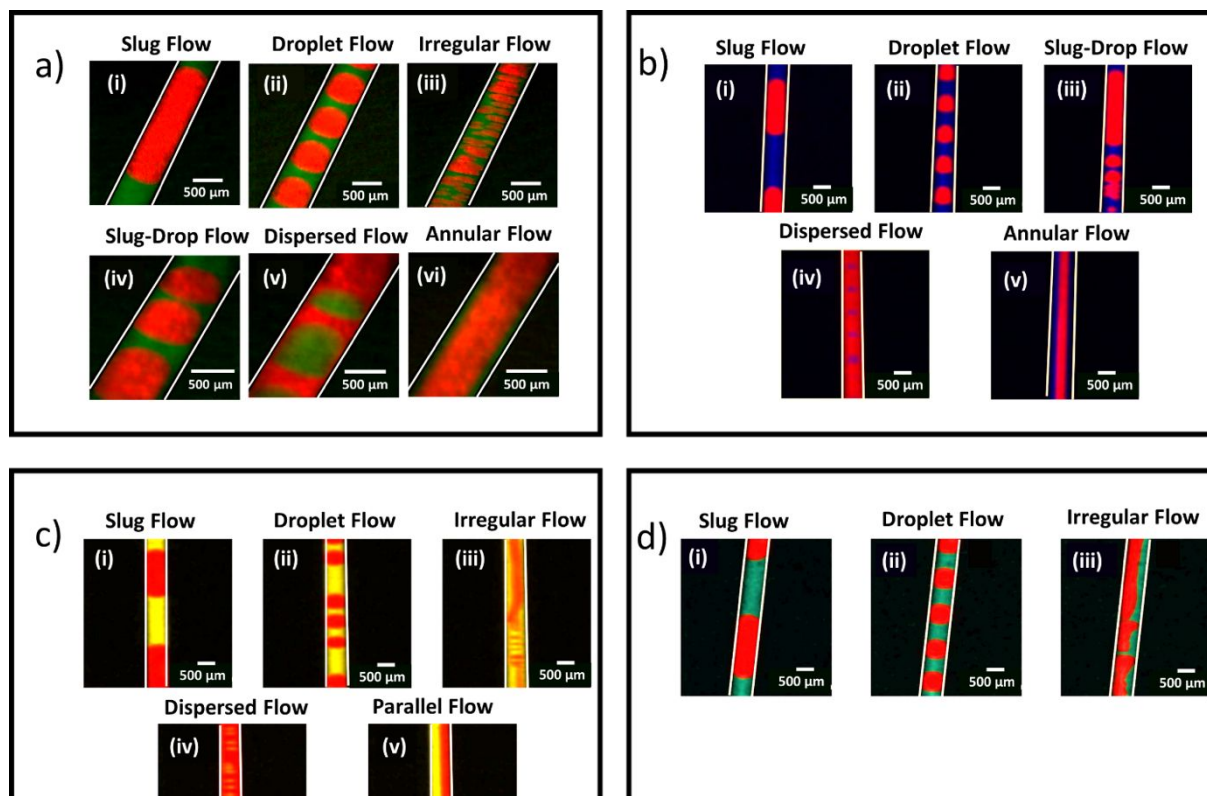 a)
Slug Flow Droplet Flow Irregular Flow
(i) (ii) (iii)
500 µm 500 µm 500 µm
Slug-Drop Flow Dispersed Flow Annular Flow
(iv) (v) (vi)
500 µm 500 µm 500 µm
b)
Slug Flow Droplet Flow Slug-Drop Flow
(i) (ii) (iii)
500 µm 500 µm 500 µm
Dispersed Flow Annular Flow
(iv) (v)
500 µm 500 µm
c)
Slug Flow Droplet Flow Irregular Flow
(i) (ii) (iii)
500 µm 500 µm 500 µm
Dispersed Flow Parallel Flow
(iv) (v)
d)
Slug Flow Droplet Flow Irregular Flow
(i) (ii) (iii)
500 µm 500 µm 500 µm